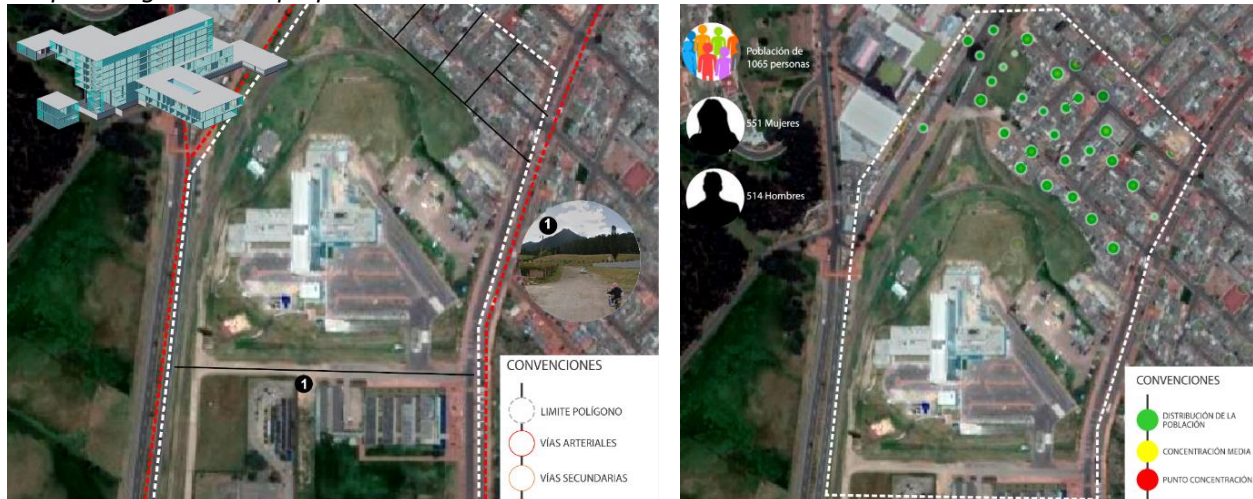 1
1
CONVENCIONES
LIMITE POLÍGONO
VÍAS ARTERIALES
VÍAS SECUNDARIAS
Población de
1065 personas
551 Mujeres
514 Hombres
CONVENCIONES
DISTRIBUCIÓN DE LA
POBLACIÓN
CONCENTRACIÓN MEDIA
PUNTO CONCENTRACIÓN